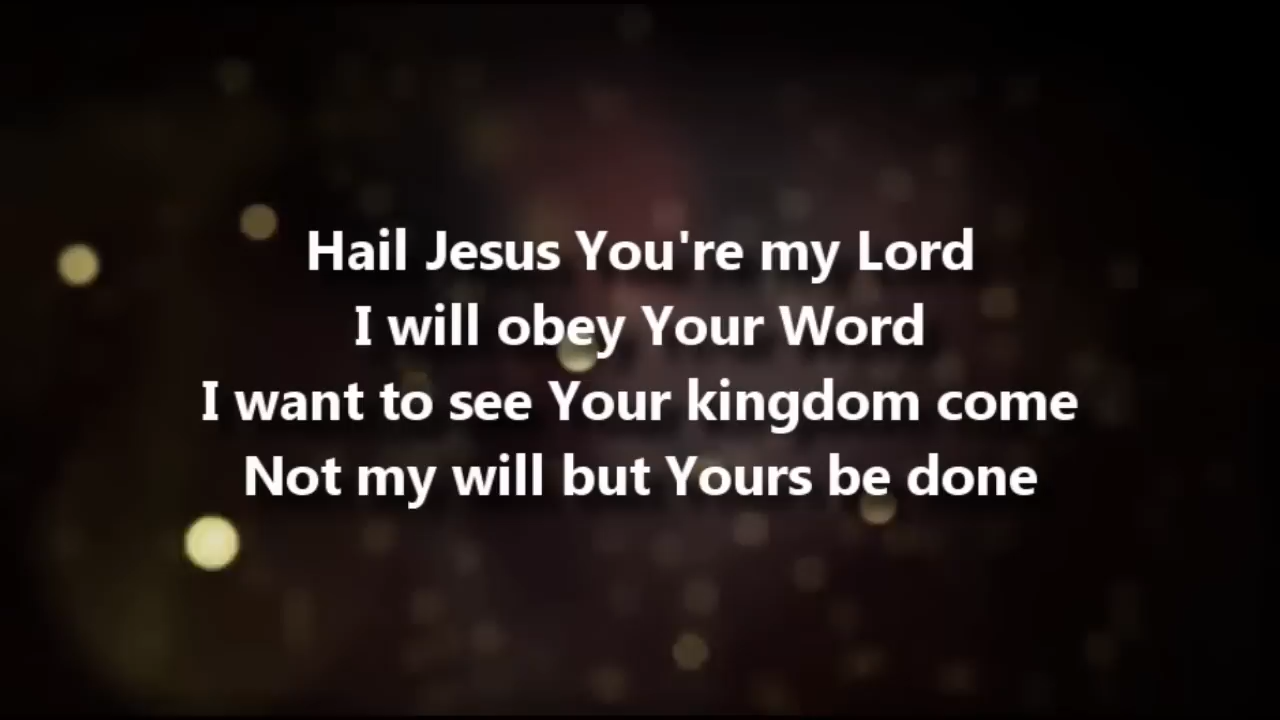 Hail Jesus You're my Lord
I will obey Your Word
I want to see Your kingdom come
Not my will but Yours be done